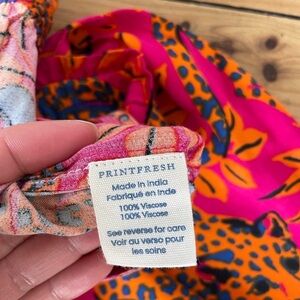 PRINTFRESH
Made in India
Fabriqué en Inde
100% Viscose
100% Viscose
See reverse for care
Voir au verso pour
les soins